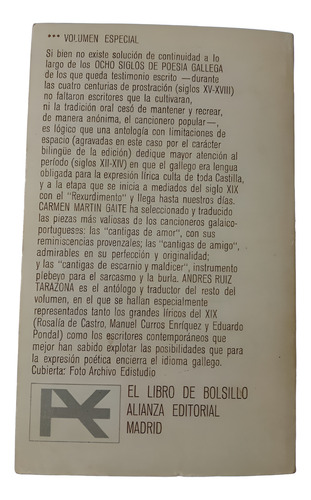 *** VOLUMEN ESPECIAL
Si bien no existe solución de continuidad a lo
largo de los OCHO SIGLOS DE POESIA GALLEGA
de los que queda testimonio escrito —durante
las cuatro centurias de prostración (siglos XV-XVIII)
no faltaron escritores que la cultivaran,
ni la tradición oral cesó de mantener y recrear,
de manera anónima, el cancionero popular—,
es lógico que una antología con limitaciones de
espacio (agravadas en este caso por el carácter
bilingüe de la edición) dedique mayor atención al
período (siglos XII-XIV) en que el gallego era lengua
obligada para la expresión lírica culta de toda Castilla,
y a la etapa que se inicia a mediados del siglo XIX
con el "Rexurdimento" y llega hasta nuestros días.
CARMEN MARTIN GAITE ha seleccionado y traducido
las piezas más valiosas de los cancioneros galaico-
portugueses: las "cantigas de amor", con sus
reminiscencias provenzales; las "cantigas de amigo",
admirables en su perfección y originalidad;
y las "cantigas de escarnio y maldicer", instrumento
plebeyo para el sarcasmo y la burla. ANDRES RUIZ
TARAZONA es el antólogo y traductor del resto del
volumen, en el que se hallan especialmente
representados tanto los grandes líricos del XIX
(Rosalía de Castro, Manuel Curros Enríquez y Eduardo
Pondal) como los escritores contemporáneos que
mejor han sabido explotar las posibilidades que para
la expresión poética encierra el idioma gallego.
Cubierta: Foto Archivo Edistudio
EL LIBRO DE BOLSILLO
ALIANZA EDITORIAL
MADRID